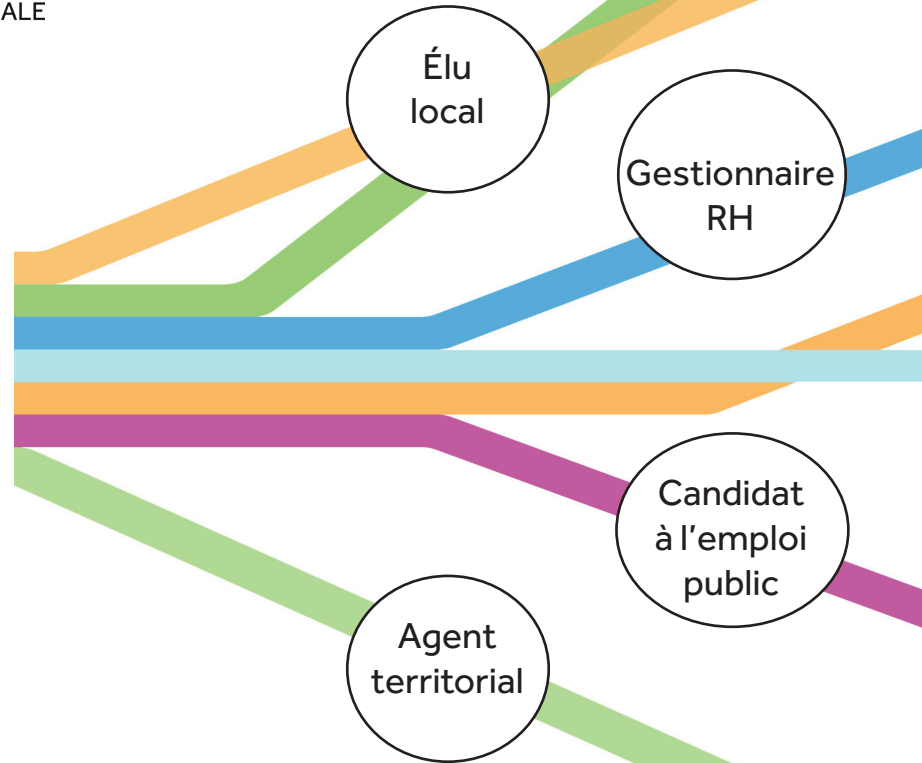 ALE
Élu
local
Gestionnaire
RH
Candidat
à l'emploi
public
Agent
territorial